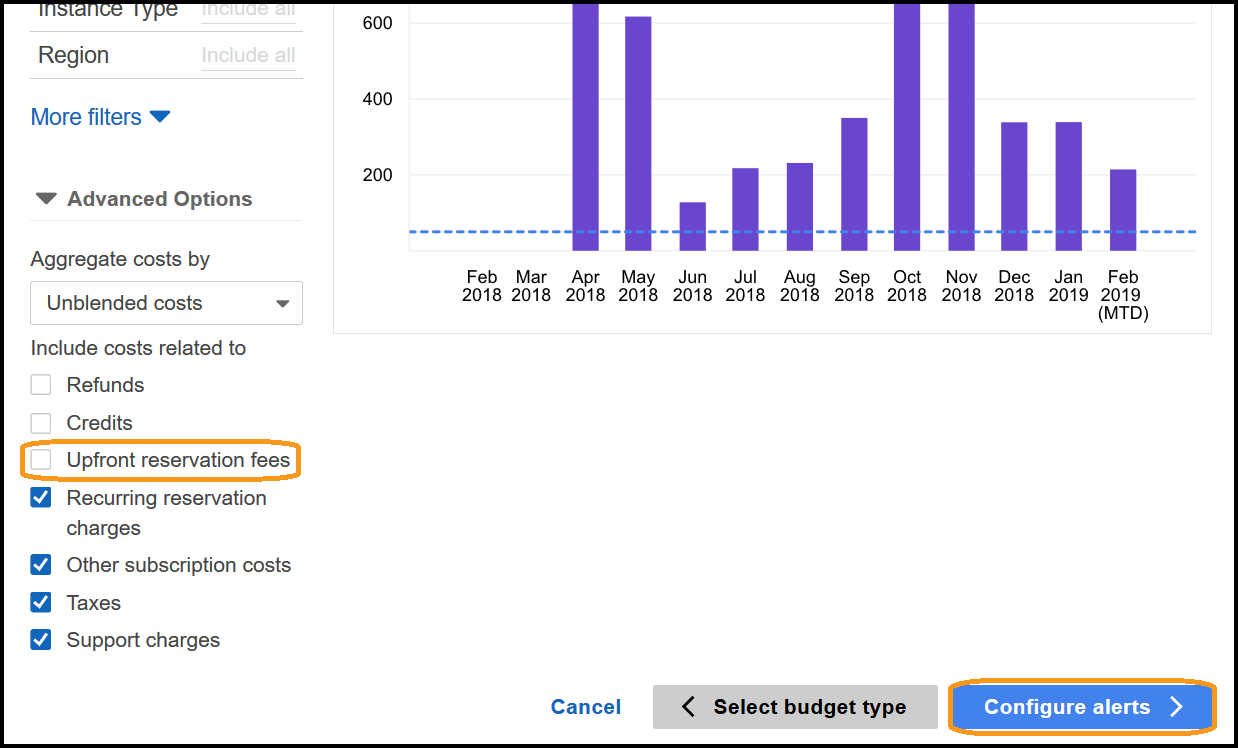 Instance Type Include all
Region Include all
More filters
Advanced Options
Aggregate costs by
Unblended costs
Include costs related to
Refunds
Credits
Upfront reservation fees
Recurring reservation
charges
Other subscription costs
Taxes
Support charges
600
400
200
Feb Mar Apr May Jun Jul Aug Sep Oct Nov Dec Jan Feb
2018 2018 2018 2018 2018 2018 2018 2018 2018 2018 2018 2019 2019
(MTD)
Cancel
Select budget type
Configure alerts